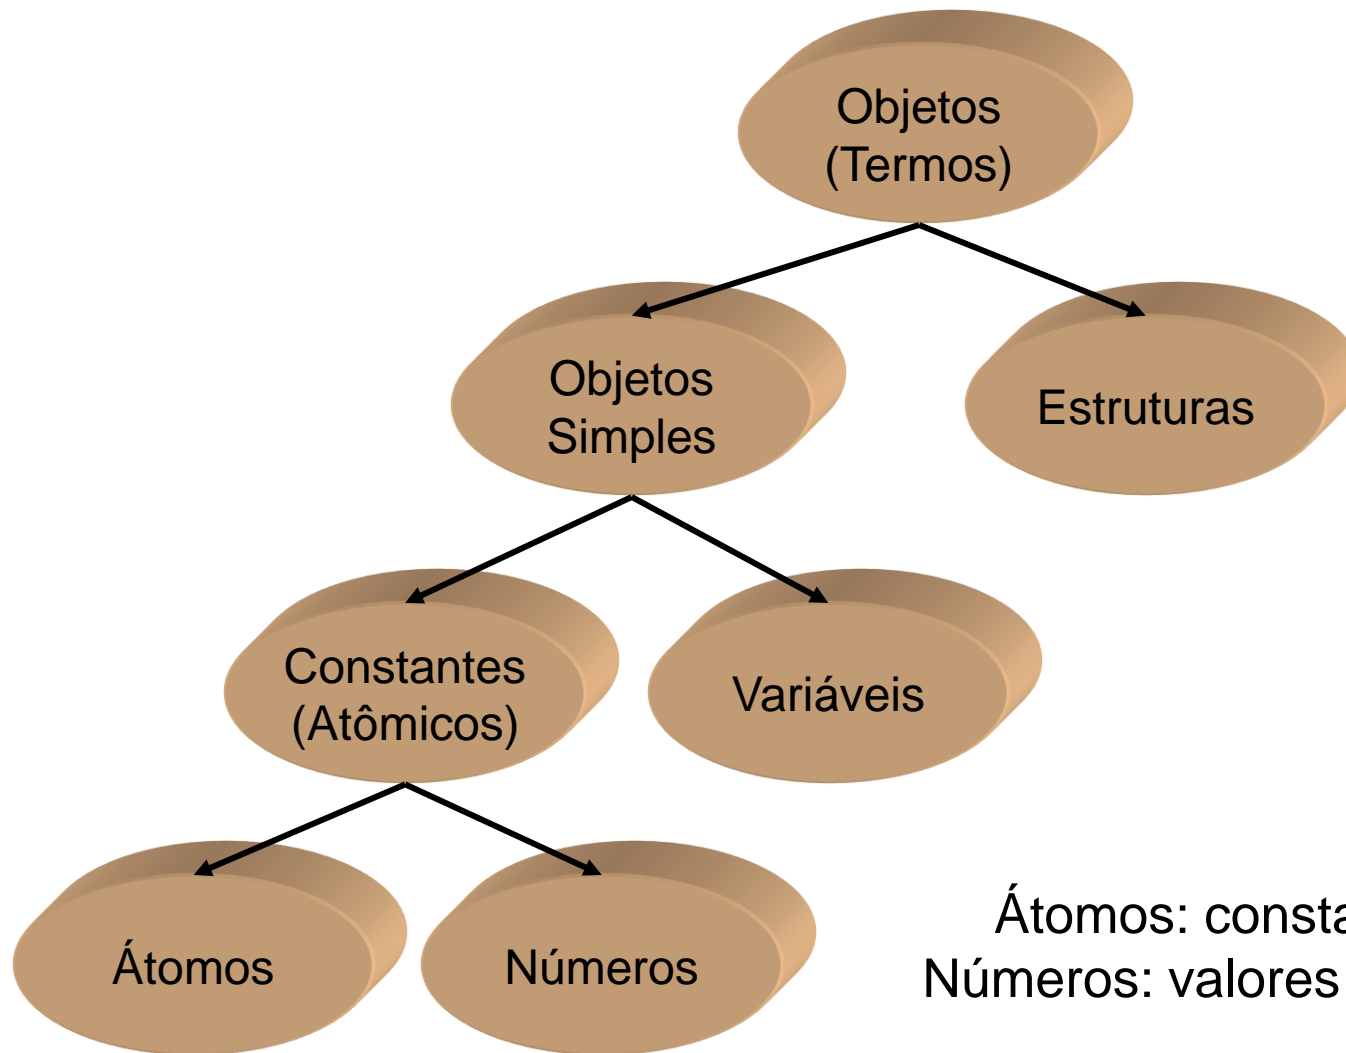 Objetos
(Termos)
Objetos
Simples
Estruturas
Constantes
(Atômicos)
Variáveis
Átomos
Números
Átomos:
Números: valores